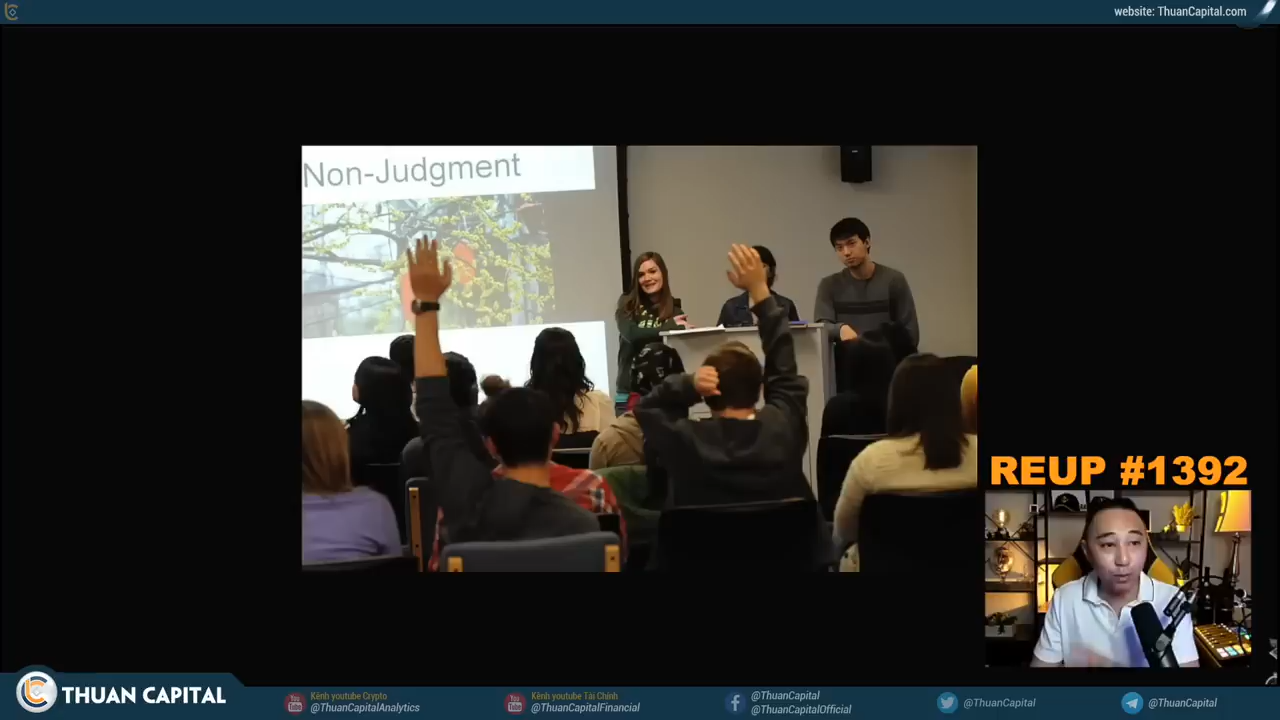 website: ThuanCapital.com
Non-Judgment
REUP #1392
THUAN CAPITAL
Kênh youtube Crypto
@ThuanCapitalAnalytics
Kênh youtube Tài Chính
@ThuanCapitalFinancial
@ThuanCapital
@ThuanCapitalOfficial
@ThuanCapital
@ThuanCapital